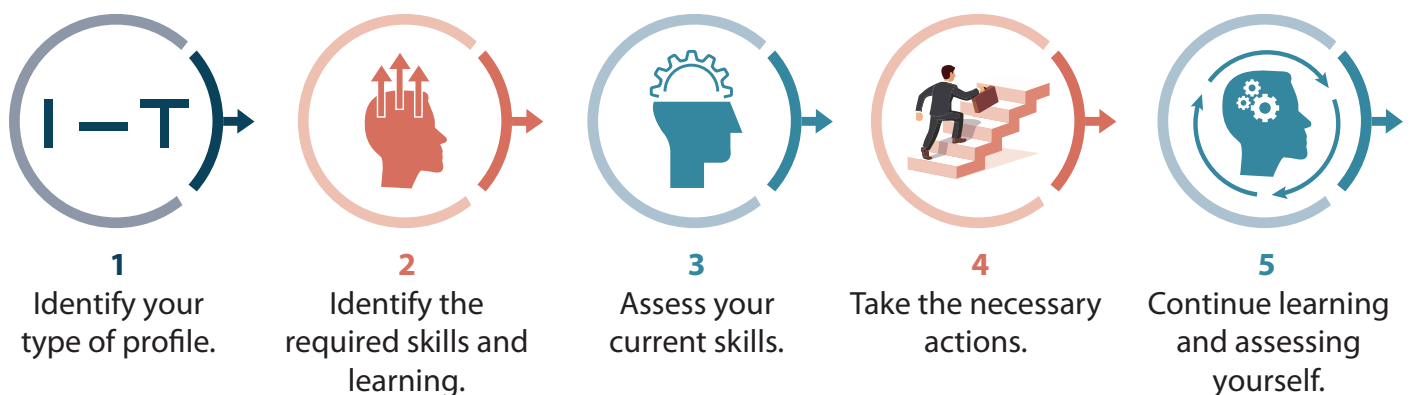 I — T
1
Identify your
type of profile.
2
Identify the
required skills and
learning.
3
Assess your
current skills.
4
Take the necessary
actions.
5
Continue learning
and assessing
yourself.